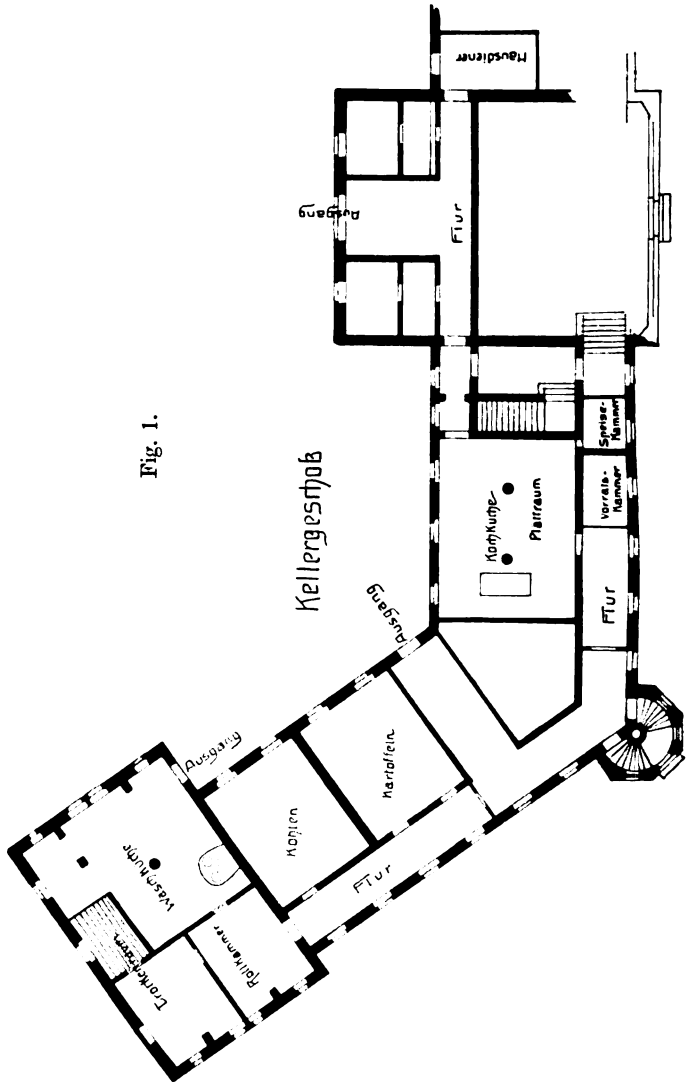 Fig. 1.
Kellergeschoß
Hausdiener
Ausgang
Flur
Speise-
Kammer
Vorrats-
Kammer
Kochküche
Plättraum
Flur
Ausgang
Kartoffeln
Ausgang
Kohlen
Flur
Waschküche
Rollkammer
Trockenraum